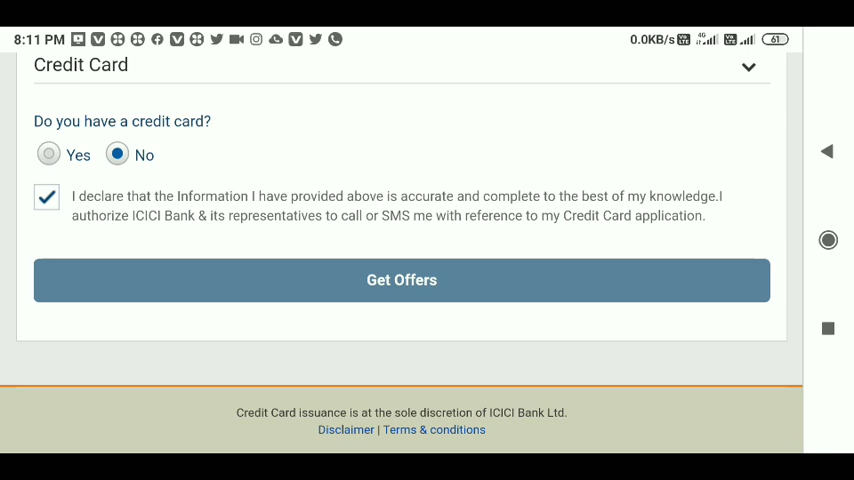 8:11 PM 0.0KB/s 4G 61
Credit Card
Do you have a credit card?
Yes No
I declare that the Information I have provided above is accurate and complete to the best of my knowledge.I
authorize ICICI Bank & its representatives to call or SMS me with reference to my Credit Card application.
Get Offers
Credit Card issuance is at the sole discretion of ICICI Bank Ltd.
Disclaimer | Terms & conditions